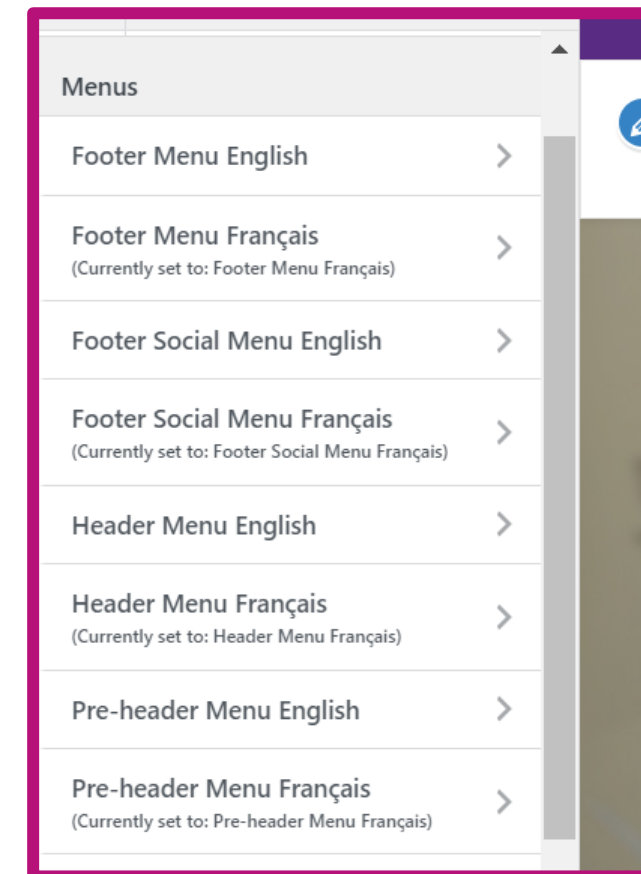 Menus
Footer Menu English
Footer Menu Français
(Currently set to: Footer Menu Français)
Footer Social Menu English
Footer Social Menu Français
(Currently set to: Footer Social Menu Français)
Header Menu English
Header Menu Français
(Currently set to: Header Menu Français)
Pre-header Menu English
Pre-header Menu Français
(Currently set to: Pre-header Menu Français)